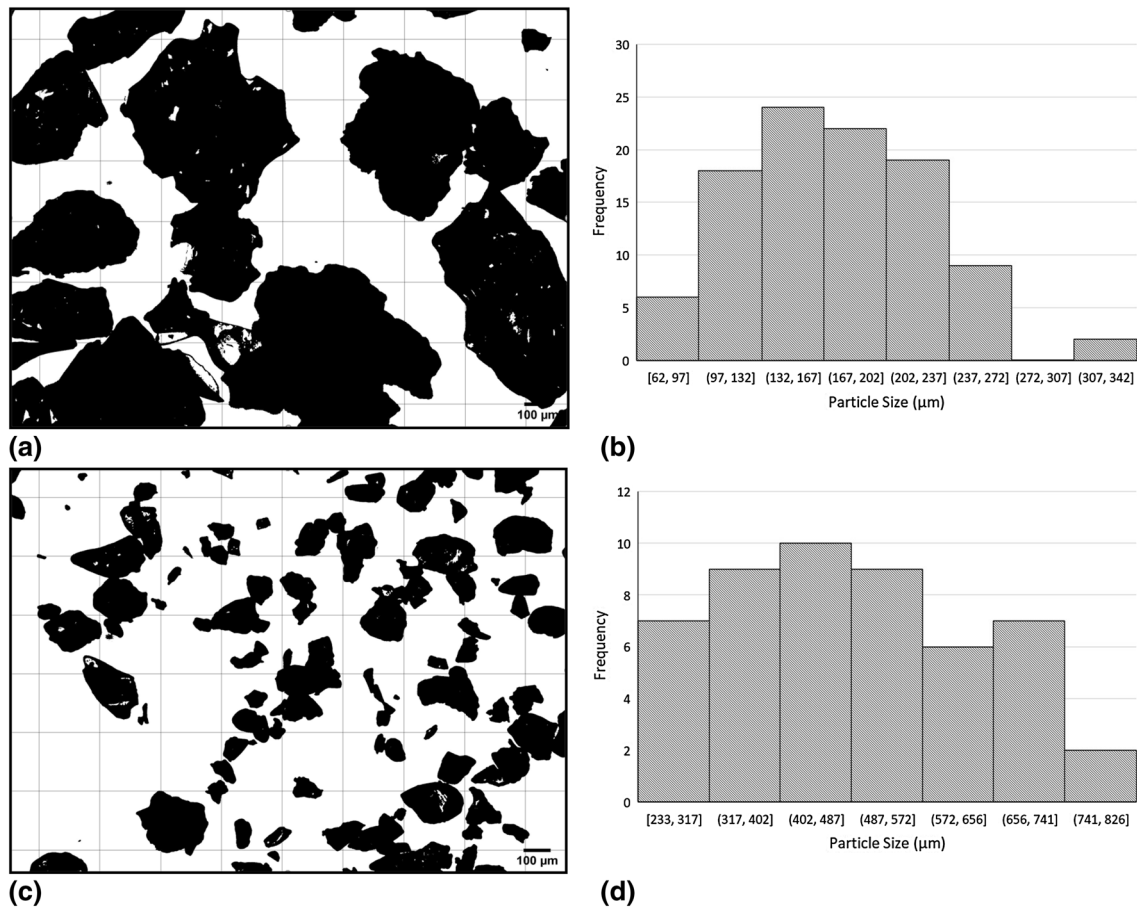 100 µm
(a)
30
25
20
15
10
5
0
Frequency
[62, 97]
(97, 132]
(132, 167]
(167, 202]
(202, 237]
(237, 272]
(272, 307]
(307, 342]
Particle Size (µm)
(b)
100 µm
(c)
12
10
8
6
4
2
0
Frequency
[233, 317]
(317, 402]
(402, 487]
(487, 572]
(572, 656]
(656, 741]
(741, 826]
Particle Size (µm)
(d)